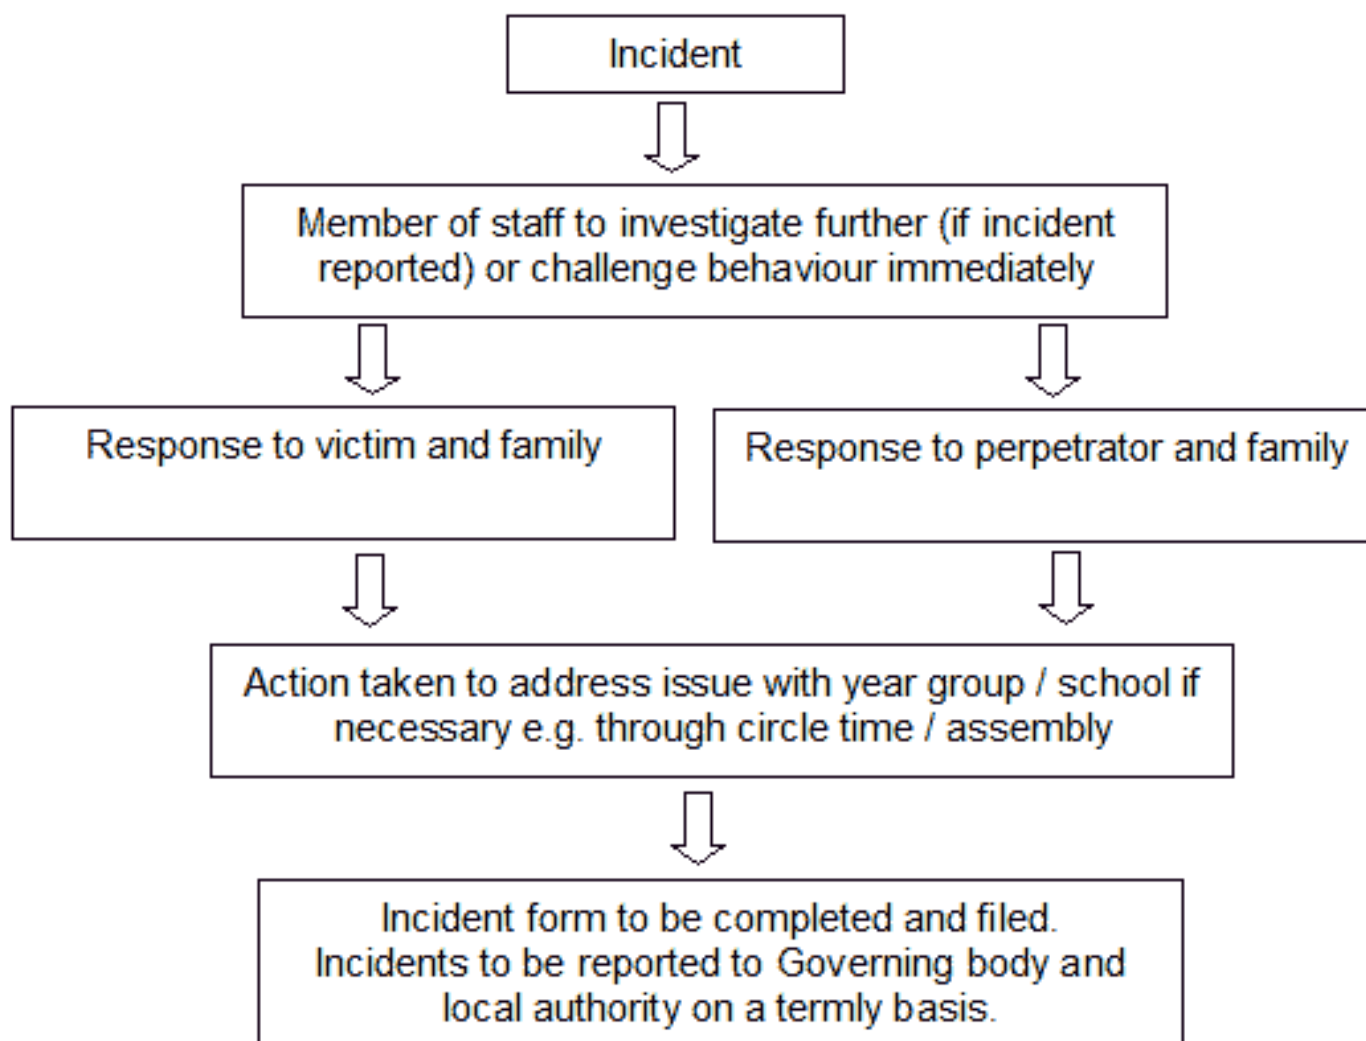 Incident
Member of staff to investigate further (if incident
reported) or challenge behaviour immediately
Response to victim and family
Response to perpetrator and family
Action taken to address issue with year group / school if
necessary e.g. through circle time / assembly
Incident form to be completed and filed.
Incidents to be reported to Governing body and
local authority on a termly basis.